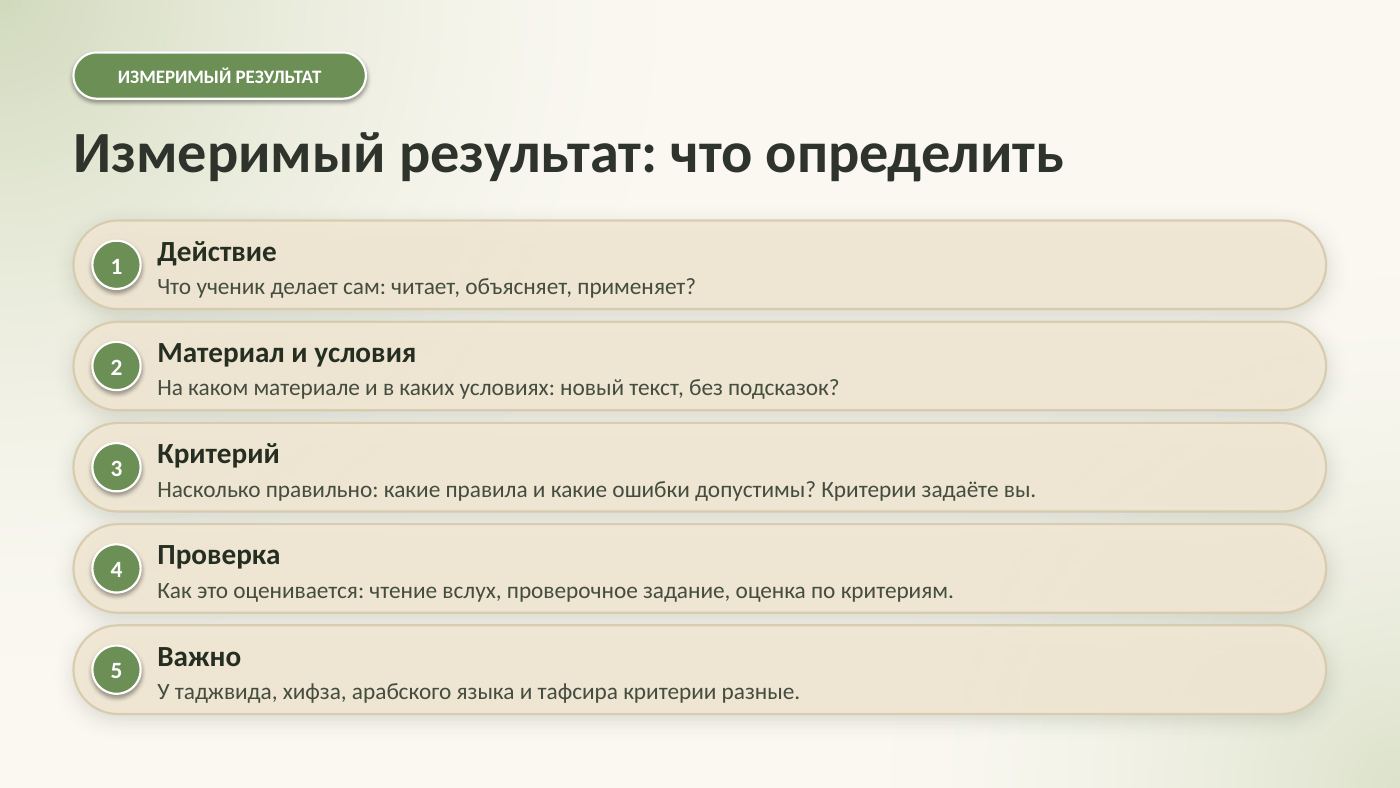 ИЗМЕРИМЫЙ РЕЗУЛЬТАТ
Измеримый результат: что определить
1
Действие
Что ученик делает сам: читает, объясняет, применяет?
2
Материал и условия
На каком материале и в каких условиях: новый текст, без подсказок?
3
Критерий
Насколько правильно: какие правила и какие ошибки допустимы? Критерии задаёте вы.
4
Проверка
Как это оценивается: чтение вслух, проверочное задание, оценка по критериям.
5
Важно
У таджвида, хифза, арабского языка и тафсира критерии разные.